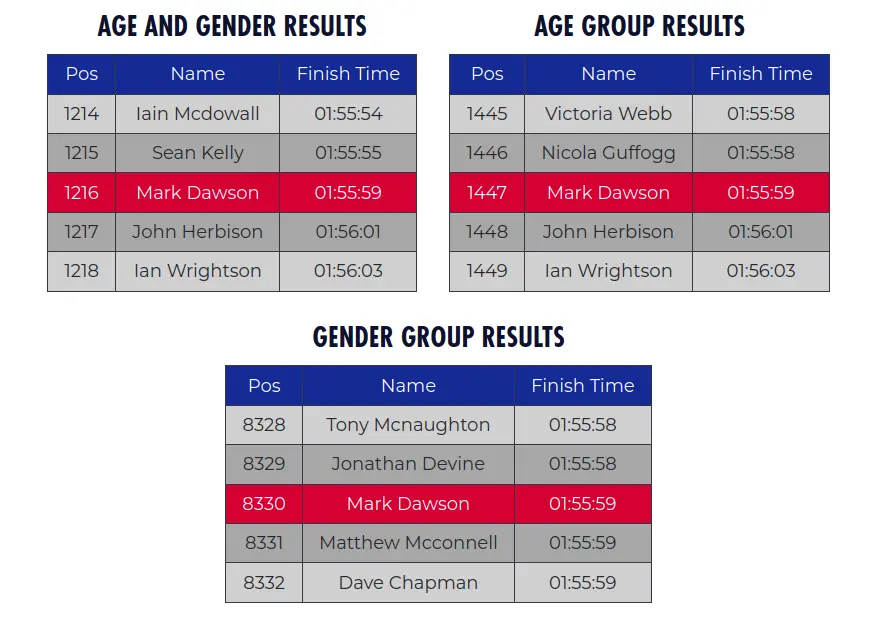 AGE AND GENDER RESULTS
Pos Name Finish Time
1214 Iain Mcdowall 01:55:54
1215 Sean Kelly 01:55:55
1216 Mark Dawson 01:55:59
1217 John Herbison 01:56:01
1218 Ian Wrightson 01:56:03
AGE GROUP RESULTS
Pos Name Finish Time
1445 Victoria Webb 01:55:58
1446 Nicola Guffogg 01:55:58
1447 Mark Dawson 01:55:59
1448 John Herbison 01:56:01
1449 Ian Wrightson 01:56:03
GENDER GROUP RESULTS
Pos Name Finish Time
8328 Tony Mcnaughton 01:55:58
8329 Jonathan Devine 01:55:58
8330 Mark Dawson 01:55:59
8331 Matthew Mcconnell 01:55:59
8332 Dave Chapman 01:55:59